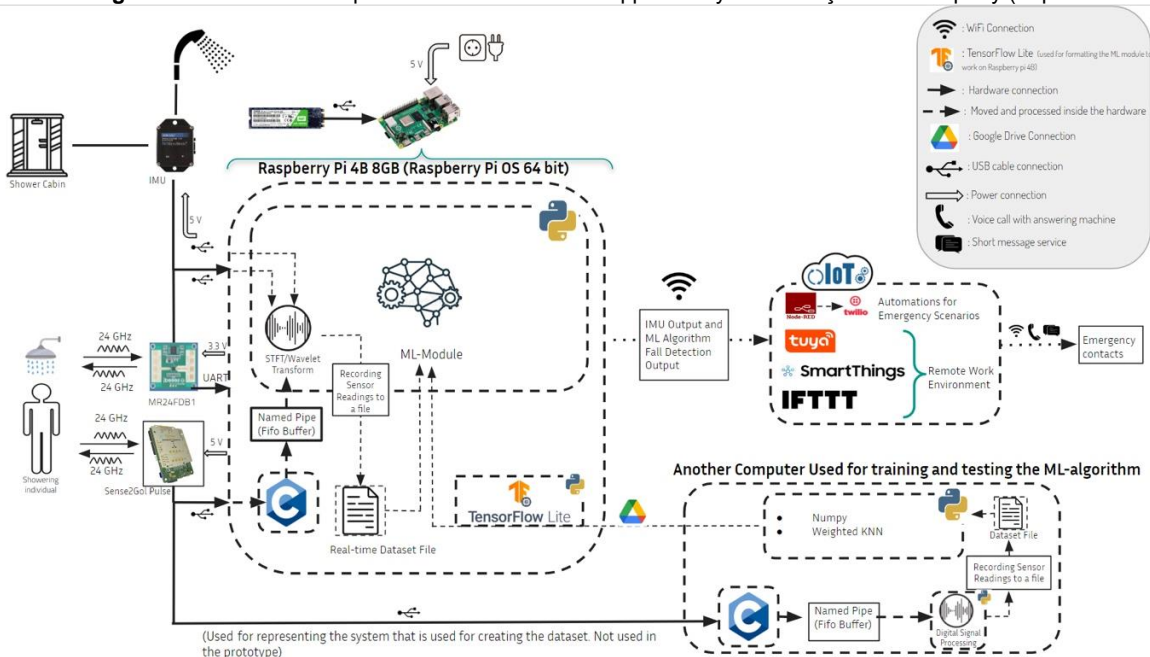 : WiFi Connection
: TensorFlow Lite (used for formatting the ML module to
work on Raspberry pi 4B)
: Hardware connection
: Moved and processed inside the hardware
: Google Drive Connection
: USB cable connection
: Power connection
: Voice call with answering machine
: Short message service
5 V
Shower Cabin
IMU
Raspberry Pi 4B 8GB (Raspberry Pi OS 64 bit)
5 V
STFT/Wavelet
Transform
ML-Module
Recording
Sensor
Readings to
a file
Named Pipe
(Fifo Buffer)
C
Real-time Dataset File
TensorFlow Lite
24 GHz
24 GHz
3.3 V
UART
MR24FDB1
24 GHz
24 GHz
5 V
Sense2Gol Pulse
Showering
individual
IMU Output and
ML Algorithm
Fall Detection
Output
IoT
Node-RED
twilio
Automations for
Emergency Scenarios
tuya
SmartThings
IFTTT
Remote Work
Environment
Emergency
contacts
Another Computer Used for training and testing the ML-algorithm
• Numpy
• Weighted KNN
Dataset File
Recording Sensor
Readings to a file
C
Named Pipe
(Fifo Buffer)
Digital Signal
Processing
(Used for representing the system that is used for creating the dataset. Not used in
the prototype)